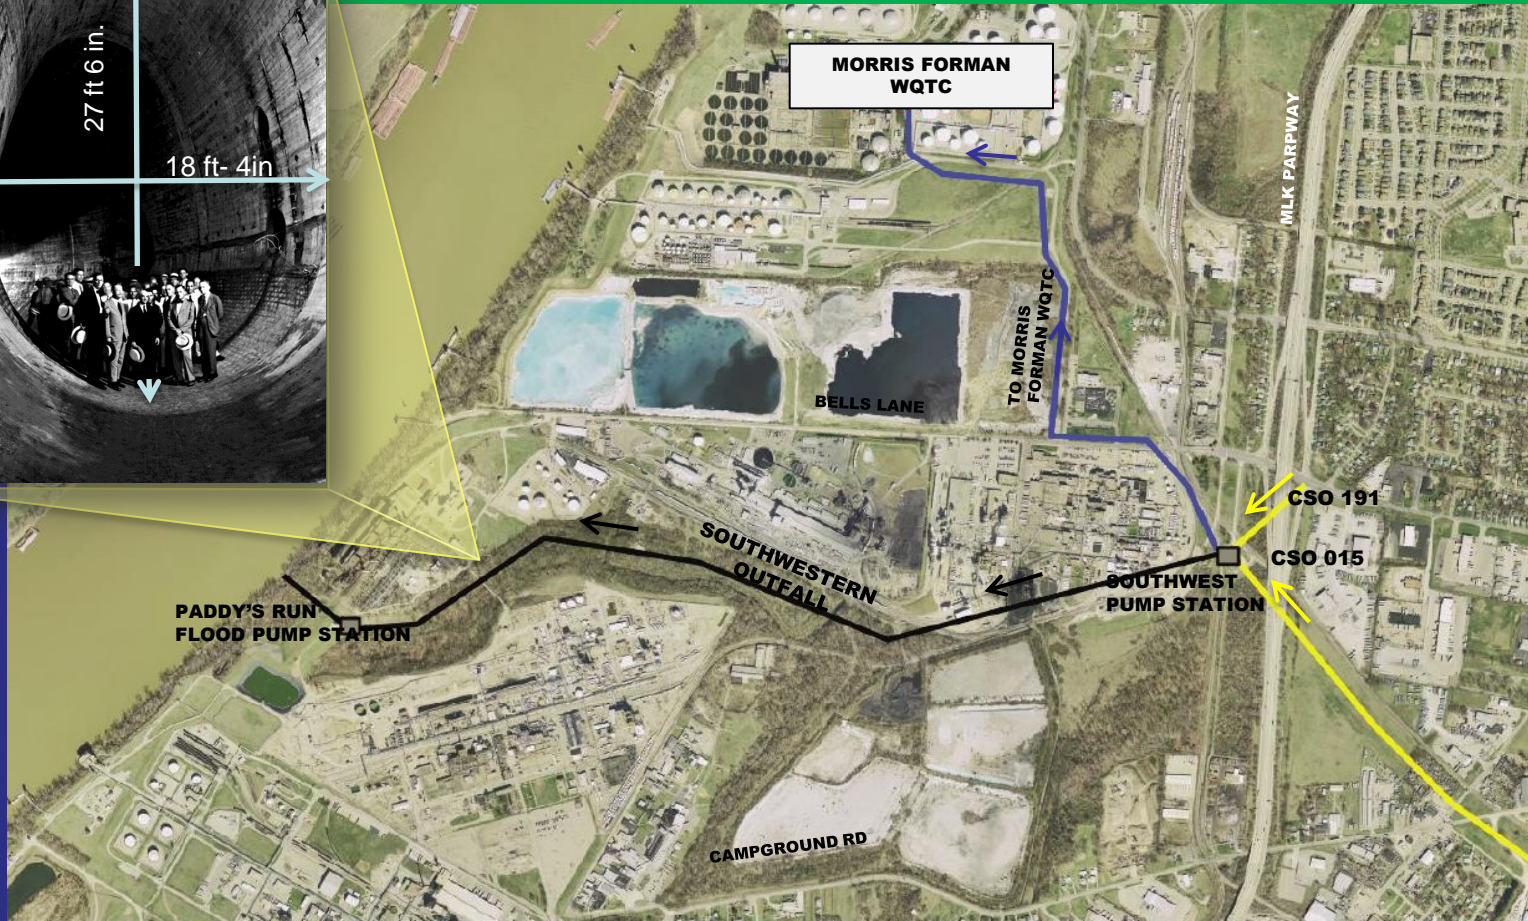 27 ft 6 in.
18 ft- 4in
MORRIS FORMAN
WQTC
MLK PARPWAY
TO MORRIS
FORMAN WQTC
BELLS LANE
CSO 191
SOUTHWESTERN
OUTFALL
CSO 015
SOUTHWEST
PUMP STATION
PADDY'S RUN
FLOOD PUMP STATION
CAMPGROUND RD